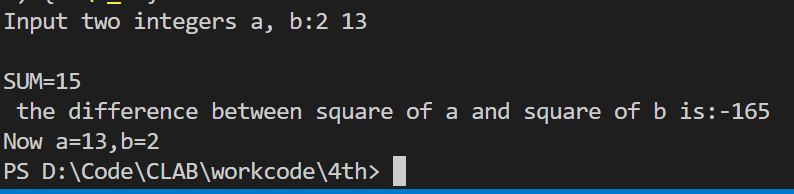 Input two integers a, b:2 13
SUM=15
the difference between square of a and square of b is:-165
Now a=13,b=2
PS D:\Code\CLAB\workcode\4th>